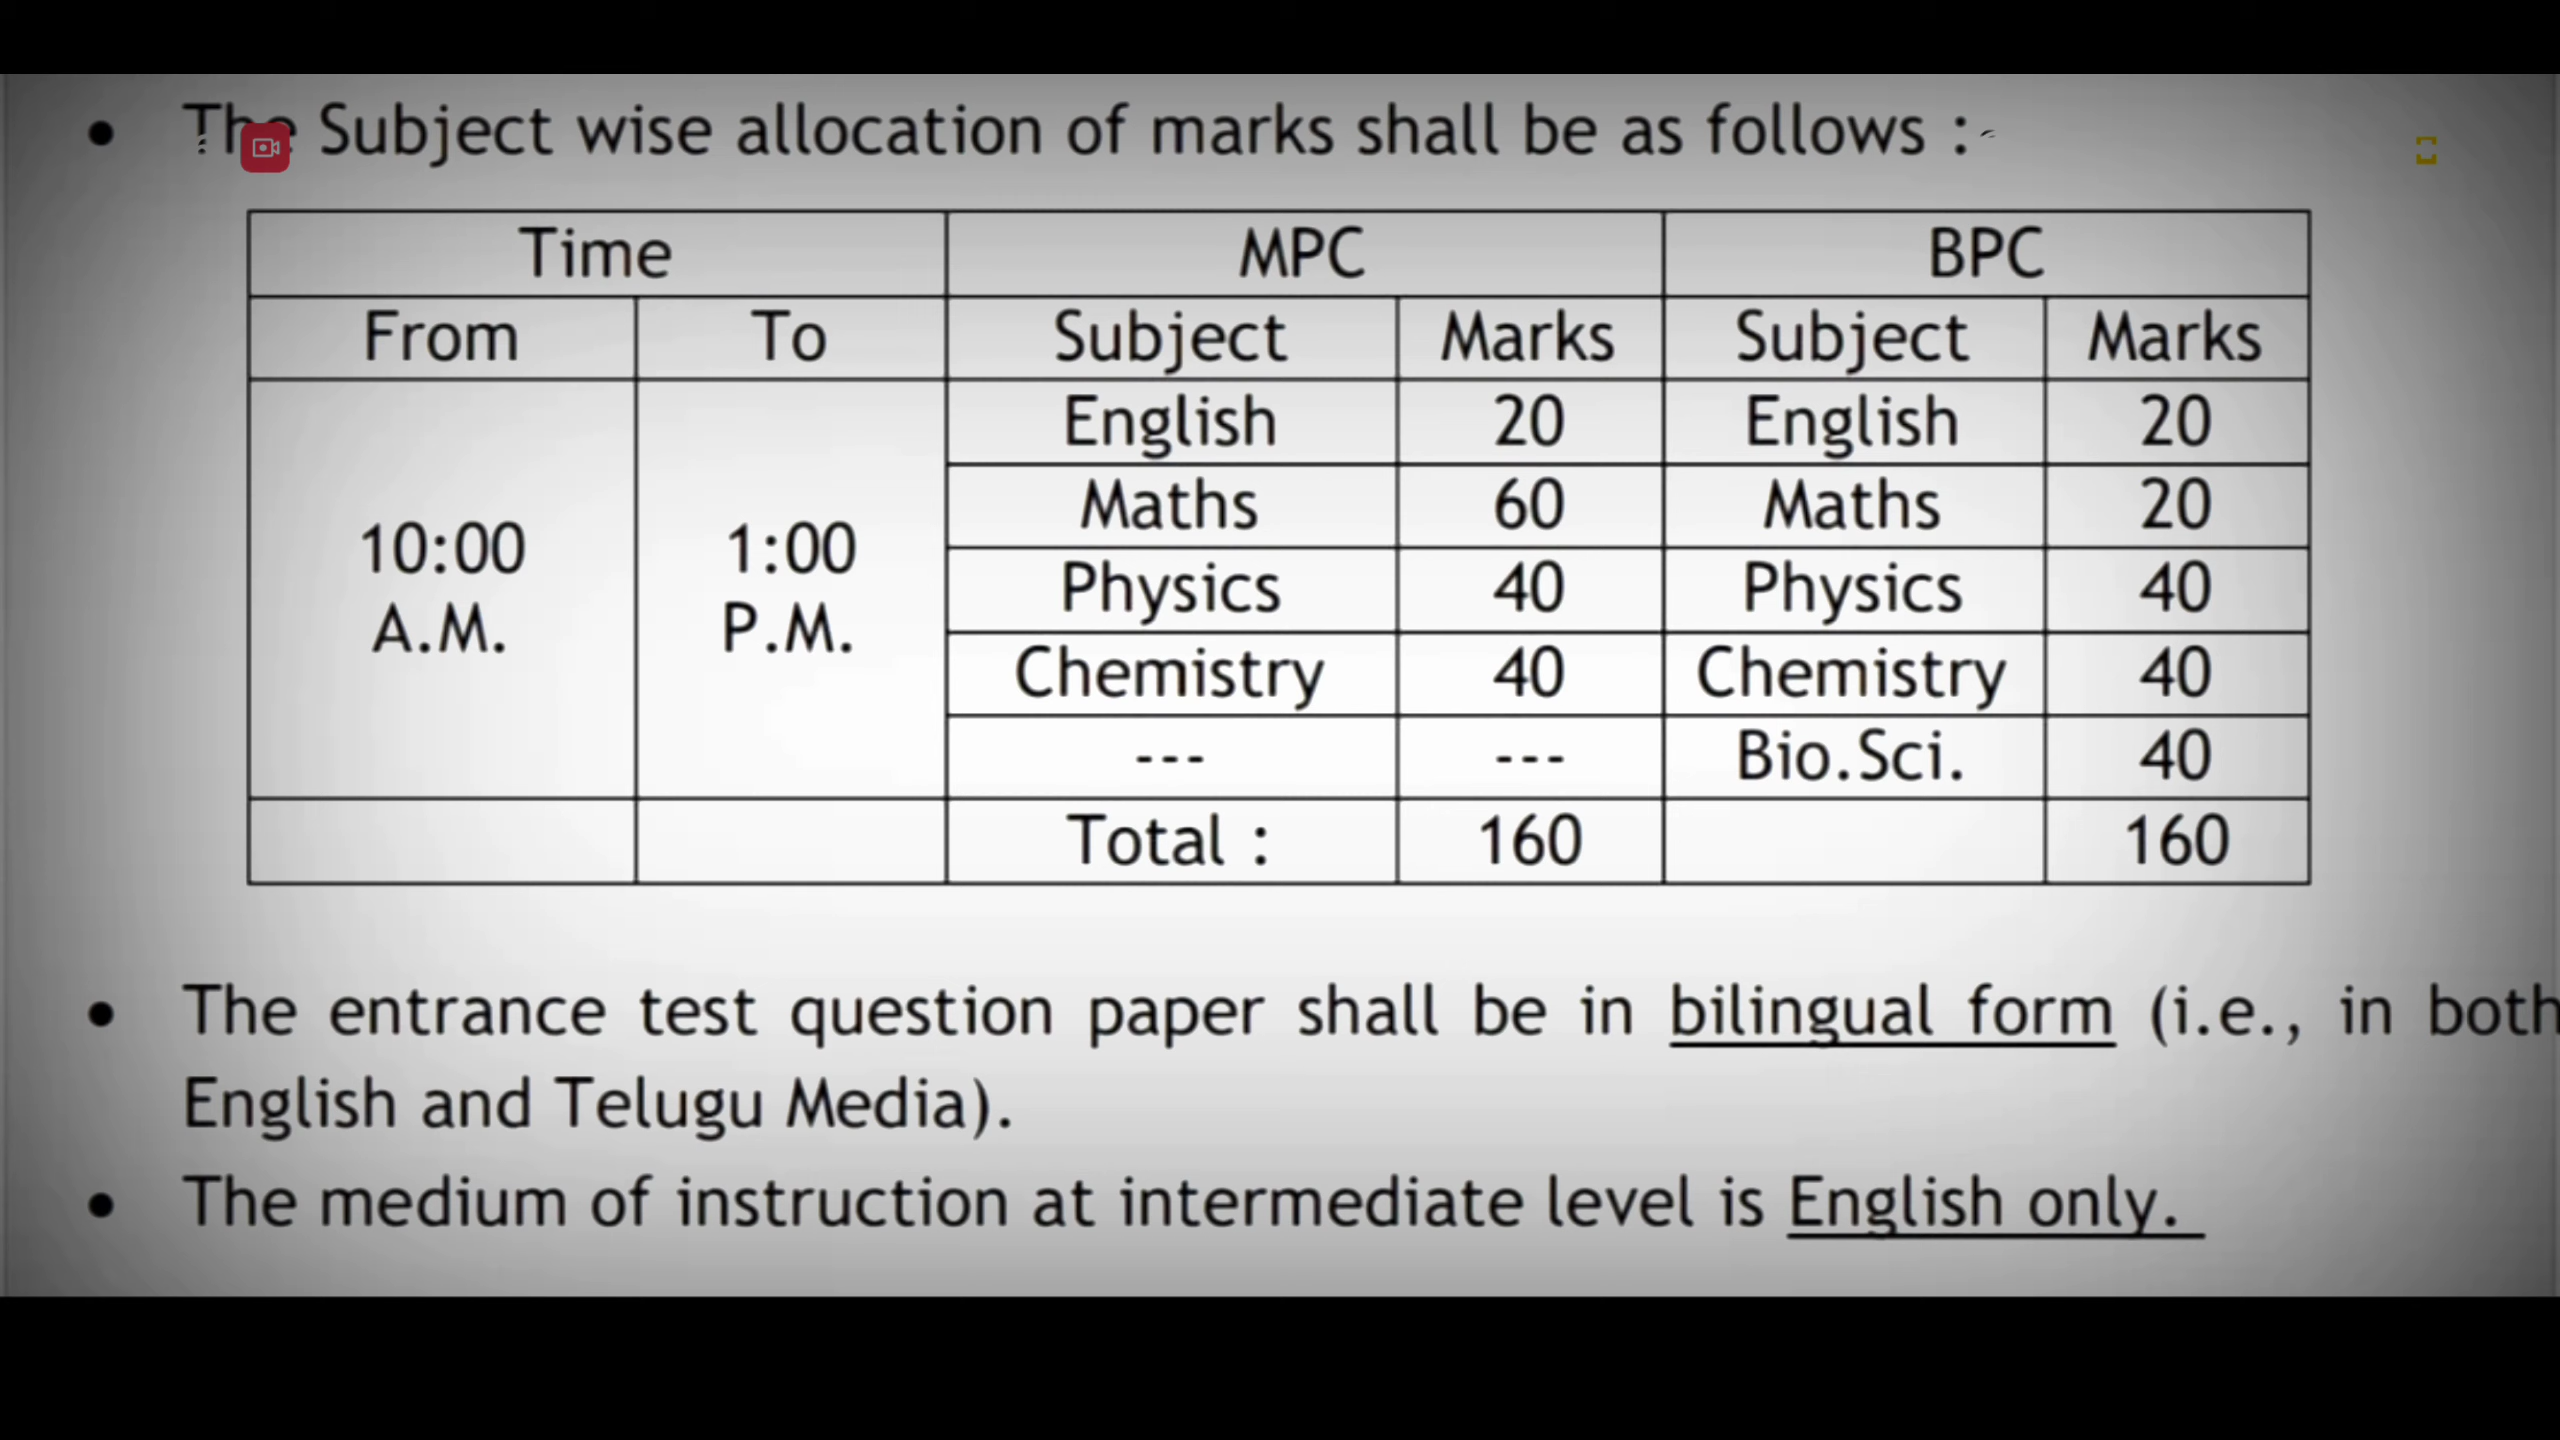 • The Subject wise allocation of marks shall be as follows :
Time MPC BPC
From To Subject Marks Subject Marks
10:00 A.M. 1:00 P.M. English 20 English 20
Maths 60 Maths 20
Physics 40 Physics 40
Chemistry 40 Chemistry 40
--- --- Bio.Sci. 40
Total : 160 160
• The entrance test question paper shall be in bilingual form (i.e., in both
English and Telugu Media).
• The medium of instruction at intermediate level is English only.